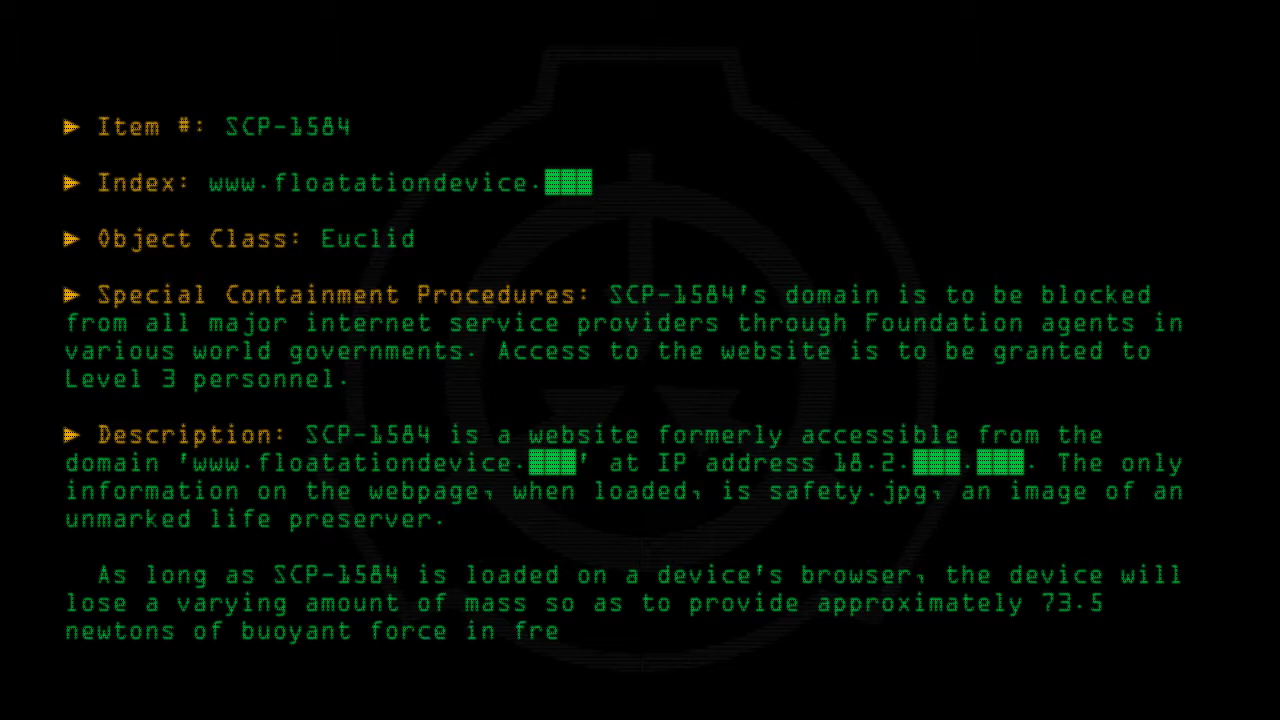 ► Item #: SCP-1584
► Index: www.floatationdevice.▓▓▓
► Object Class: Euclid
► Special Containment Procedures: SCP-1584's domain is to be blocked
from all major internet service providers through Foundation agents in
various world governments. Access to the website is to be granted to
Level 3 personnel.
► Description: SCP-1584 is a website formerly accessible from the
domain 'www.floatationdevice.▓▓▓' at IP address 18.2.▓▓▓.▓▓▓. The only
information on the webpage, when loaded, is safety.jpg, an image of an
unmarked life preserver.
As long as SCP-1584 is loaded on a device's browser, the device will
lose a varying amount of mass so as to provide approximately 73.5
newtons of buoyant force in fre